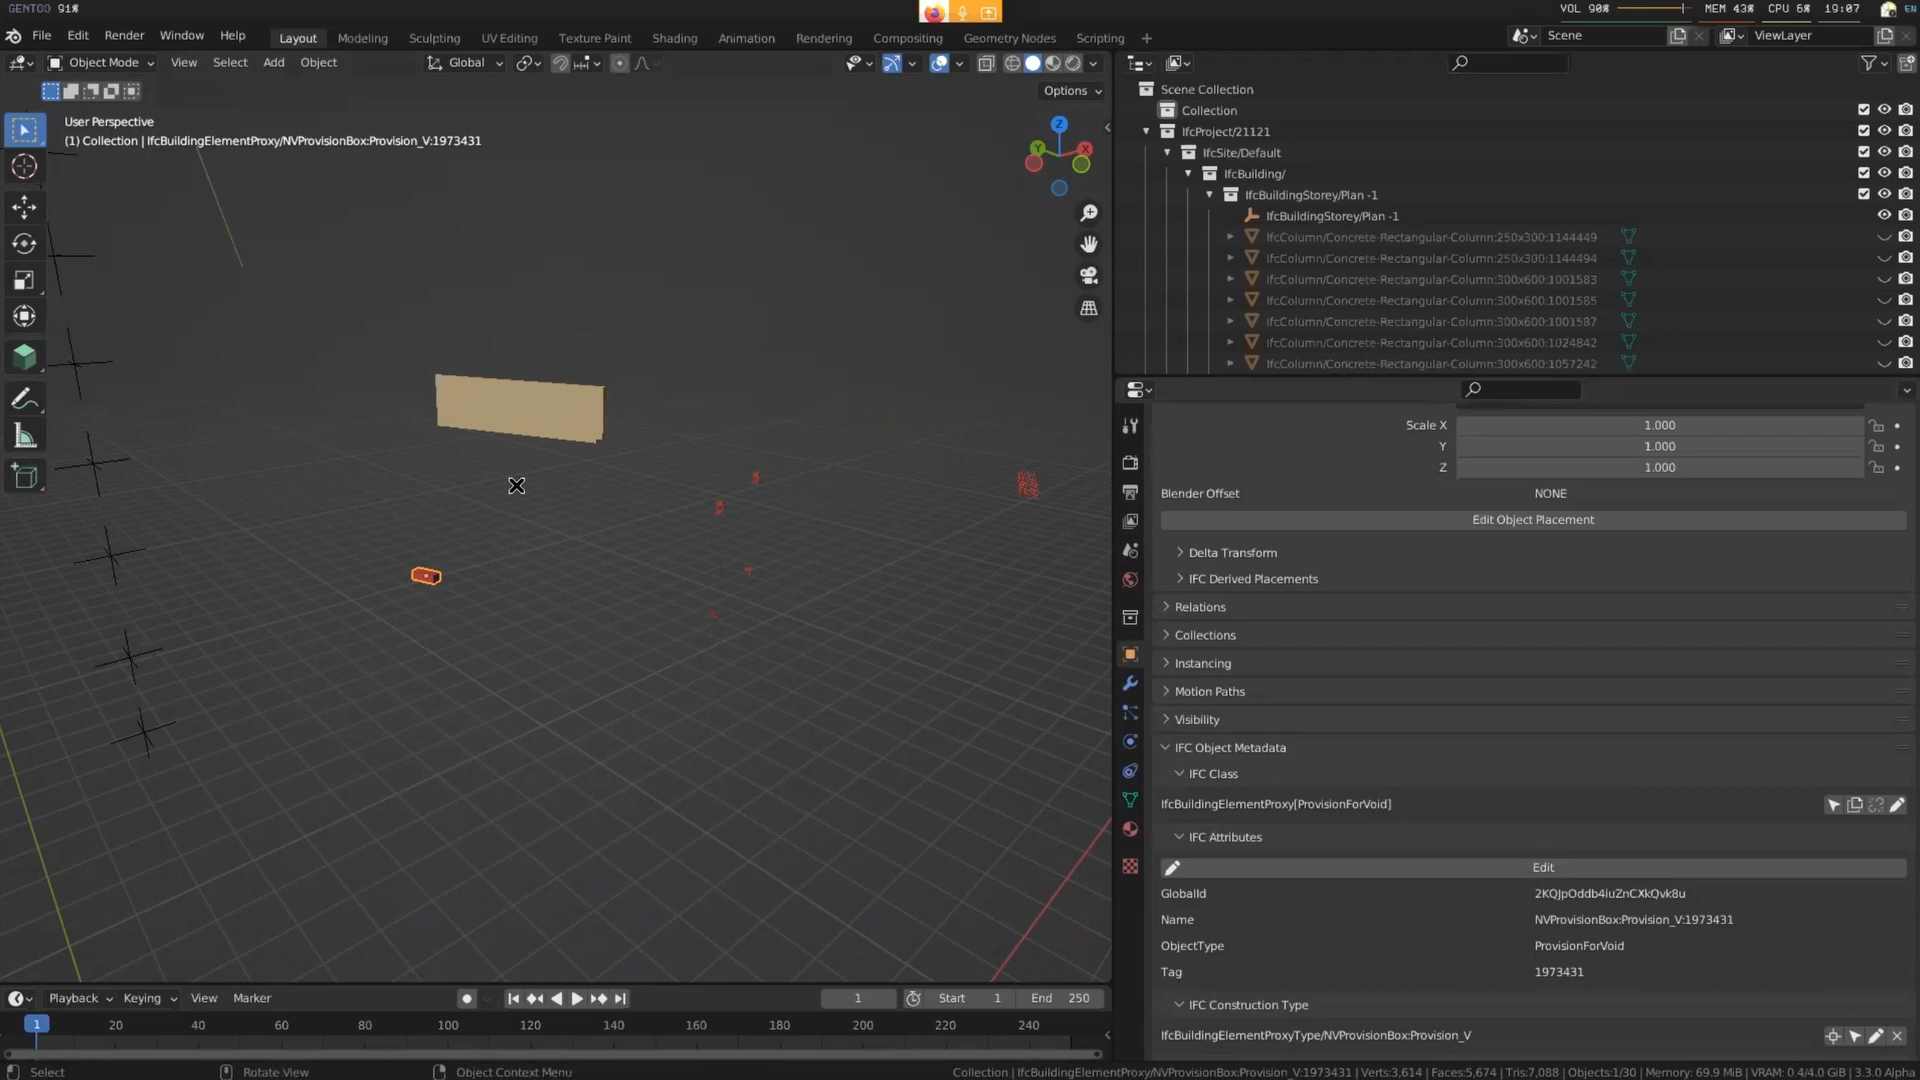 GENTOO 91%
VOL 90%
MEM 43%
CPU 6%
19:07
EN
File Edit Render Window Help
Layout Modeling Sculpting UV Editing Texture Paint Shading Animation Rendering Compositing Geometry Nodes Scripting +
Scene
ViewLayer
Object Mode View Select Add Object
Global
Options
User Perspective
(1) Collection | IfcBuildingElementProxy/NVProvisionBox:Provision_V:1973431
Z
Y
X
Scene Collection
Collection
IfcProject/21121
IfcSite/Default
IfcBuilding/
IfcBuildingStorey/Plan -1
IfcBuildingStorey/Plan -1
IfcColumn/Concrete-Rectangular-Column:250x300:1144449
IfcColumn/Concrete-Rectangular-Column:250x300:1144494
IfcColumn/Concrete-Rectangular-Column:300x600:1001583
IfcColumn/Concrete-Rectangular-Column:300x600:1001585
IfcColumn/Concrete-Rectangular-Column:300x600:1001587
IfcColumn/Concrete-Rectangular-Column:300x600:1024842
IfcColumn/Concrete-Rectangular-Column:300x600:1057242
Scale X 1.000
Y 1.000
Z 1.000
Blender Offset NONE
Edit Object Placement
Delta Transform
IFC Derived Placements
Relations
Collections
Instancing
Motion Paths
Visibility
IFC Object Metadata
IFC Class
IfcBuildingElementProxy[ProvisionForVoid]
IFC Attributes
Edit
GlobalId 2KQJpOddb4iuZnCXkQvk8u
Name NVProvisionBox:Provision_V:1973431
ObjectType ProvisionForVoid
Tag 1973431
IFC Construction Type
IfcBuildingElementProxyType/NVProvisionBox:Provision_V
Playback Keying View Marker
1 Start 1 End 250
1 20 40 60 80 100 120 140 160 180 200 220 240
Select Rotate View Object Context Menu
Collection | IfcBuildingElementProxy/NVProvisionBox:Provision_V:1973431 | Verts:3,614 | Faces:5,674 | Tris:7,088 | Objects:1/30 | Memory: 69.9 MiB | VRAM: 0.4/4.0 GiB | 3.3.0 Alpha